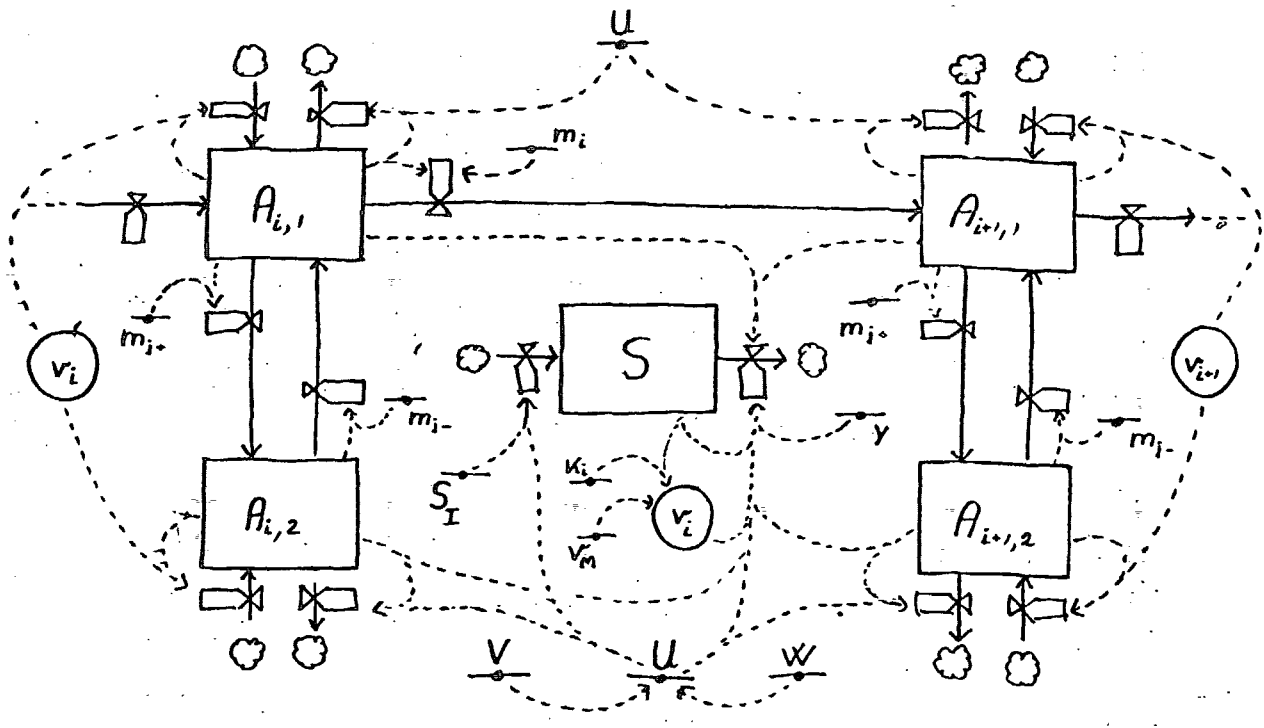 U
m_i
A_{i,1}
A_{i+1,1}
m_{j+}
m_{j+}
S
v_i
v_{i+1}
m_{j-}
y
m_{j-}
K_i
S_I
v_i
A_{i,2}
A_{i+1,2}
v_M
V
U
W